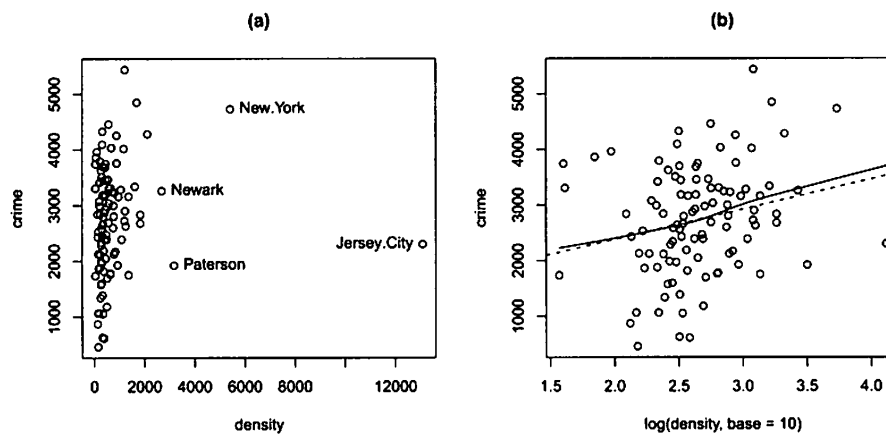 (a)
crime
5000
4000
3000
2000
1000
New.York
Newark
Jersey.City
Paterson
0 2000 4000 6000 8000 12000
density
(b)
crime
5000
4000
3000
2000
1000
1.5 2.0 2.5 3.0 3.5 4.0
log(density, base = 10)